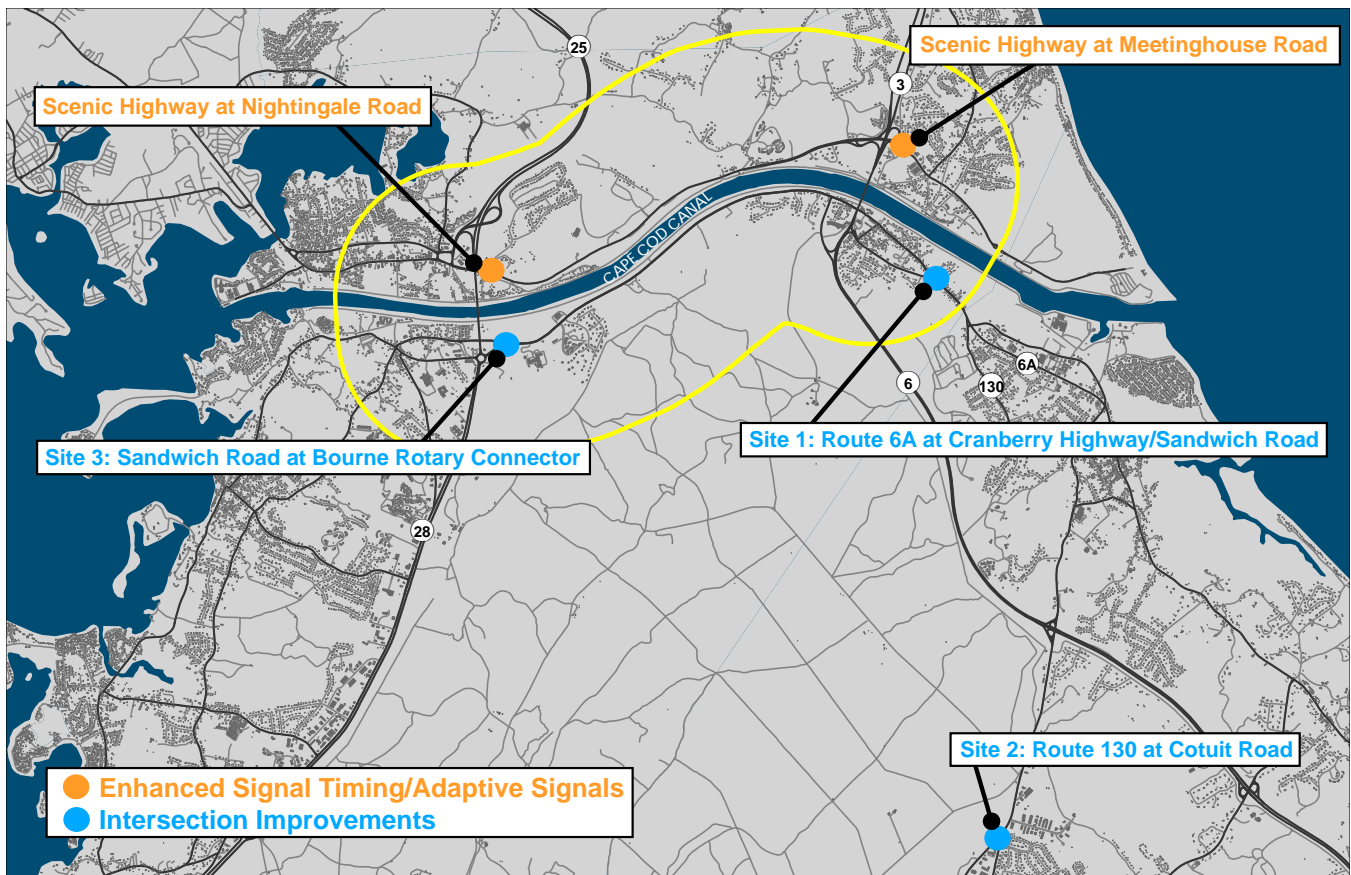 25
Scenic Highway at Meetinghouse Road
3
Scenic Highway at Nightingale Road
CAPE COD CANAL
6A
6
130
Site 1: Route 6A at Cranberry Highway/Sandwich Road
Site 3: Sandwich Road at Bourne Rotary Connector
28
Site 2: Route 130 at Cotuit Road
Enhanced Signal Timing/Adaptive Signals
Intersection Improvements